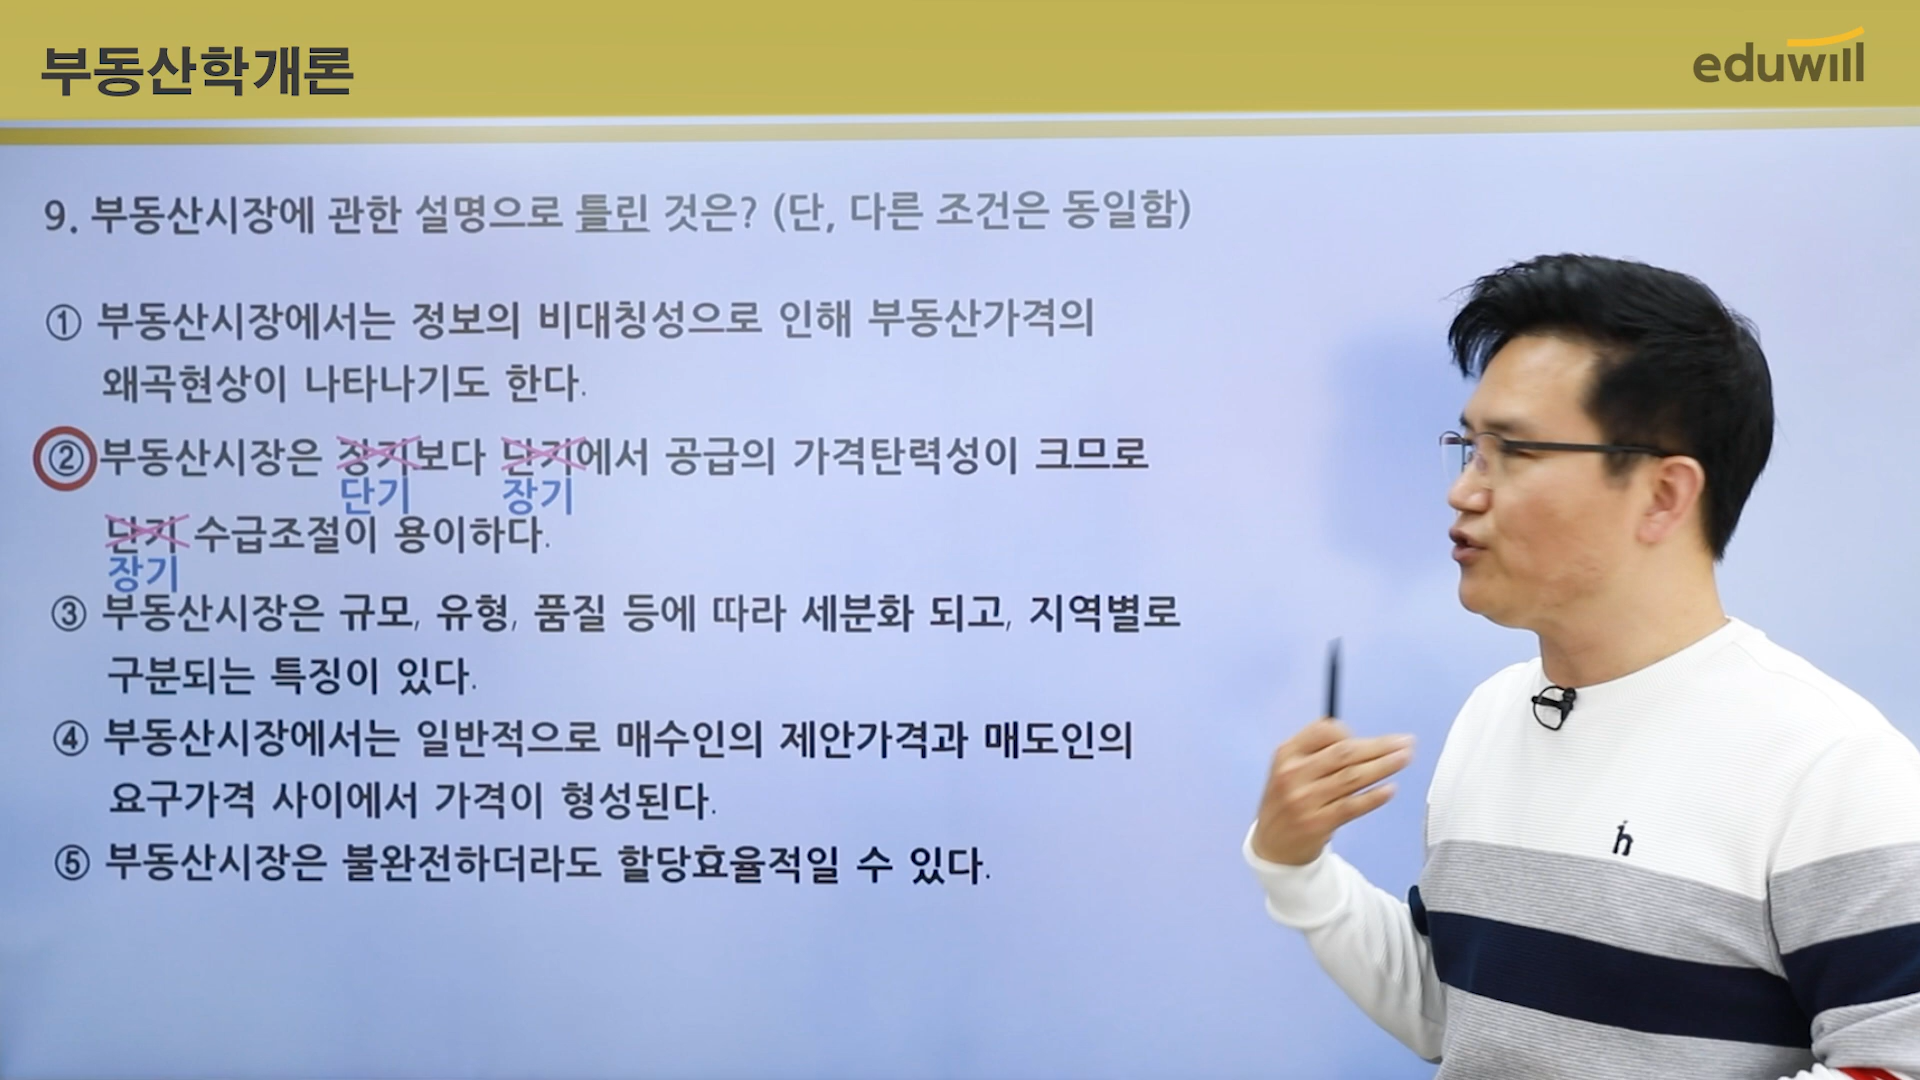 부동산학개론
eduwill
9. 부동산시장에 관한 설명으로 틀린 것은? (단, 다른 조건은 동일함)
① 부동산시장에서는 정보의 비대칭성으로 인해 부동산가격의
왜곡현상이 나타나기도 한다.
② 부동산시장은 장기보다 단기에서 공급의 가격탄력성이 크므로
단기 장기
단기 수급조절이 용이하다.
장기
③ 부동산시장은 규모, 유형, 품질 등에 따라 세분화 되고, 지역별로
구분되는 특징이 있다.
④ 부동산시장에서는 일반적으로 매수인의 제안가격과 매도인의
요구가격 사이에서 가격이 형성된다.
⑤ 부동산시장은 불완전하더라도 할당효율적일 수 있다.
h